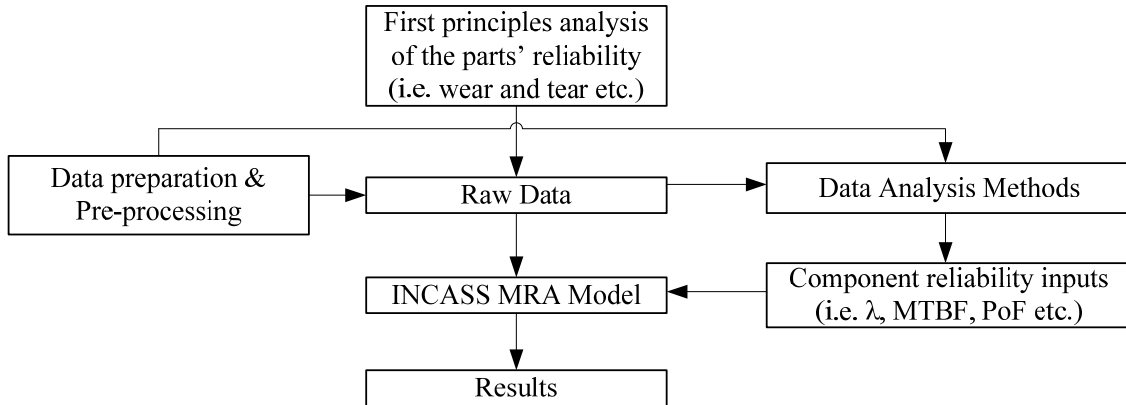 First principles analysis
of the parts’ reliability
(i.e. wear and tear etc.)
Data preparation &
Pre-processing
Raw Data
Data Analysis Methods
INCASS MRA Model
Component reliability inputs
(i.e. λ, MTBF, PoF etc.)
Results